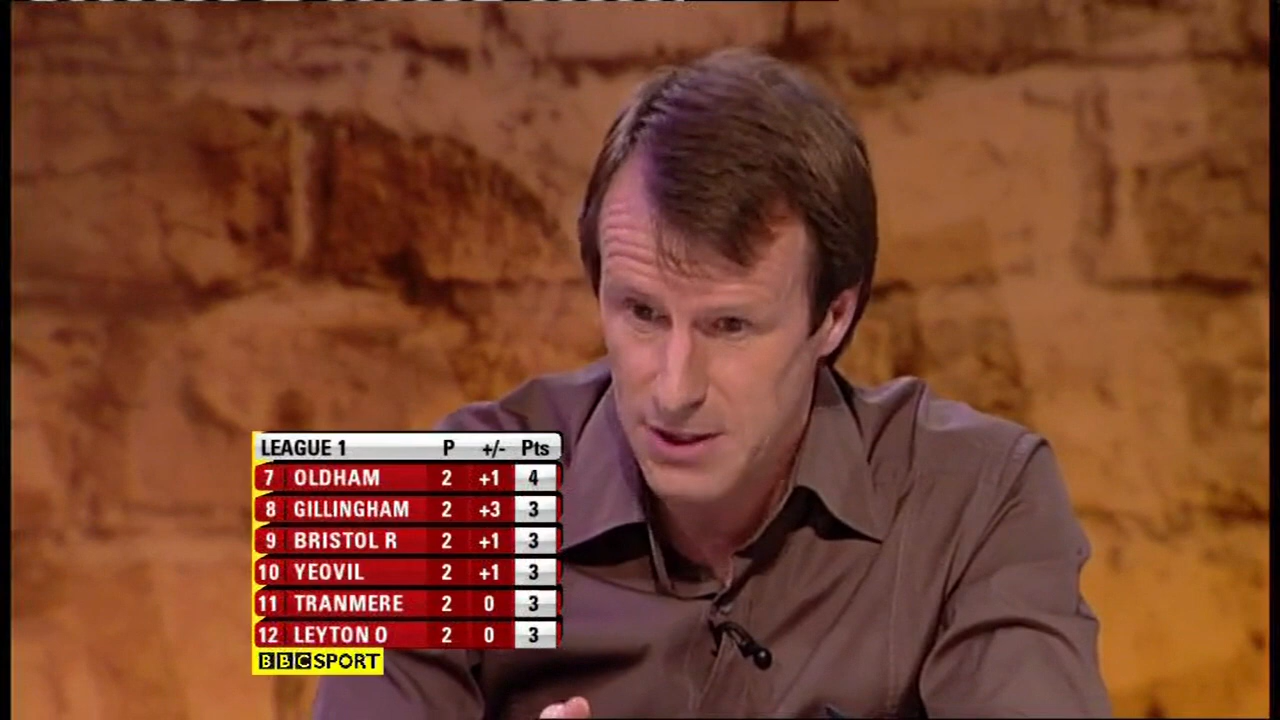 LEAGUE 1 P +/- Pts
7 OLDHAM 2 +1 4
8 GILLINGHAM 2 +3 3
9 BRISTOL R 2 +1 3
10 YEOVIL 2 +1 3
11 TRANMERE 2 0 3
12 LEYTON O 2 0 3
BBC SPORT